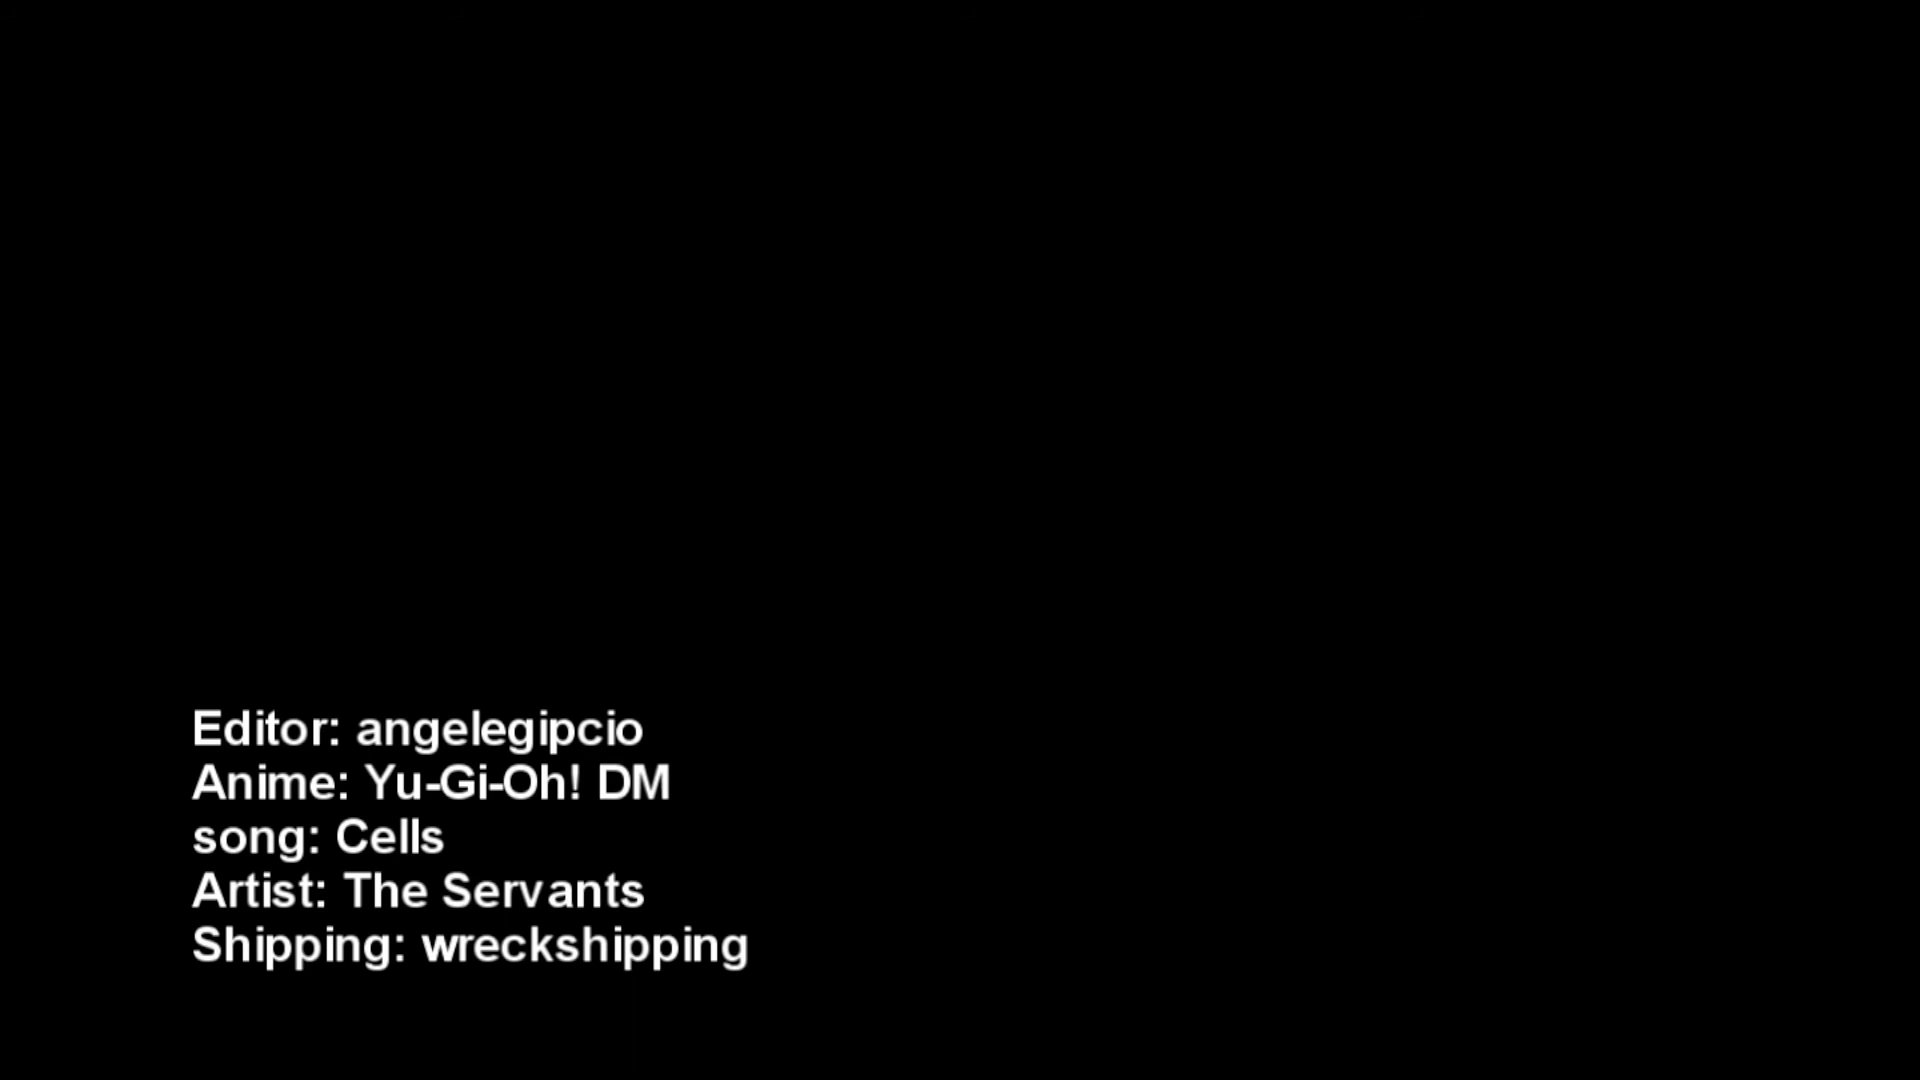 Editor: angelegipcio
Anime: Yu-Gi-Oh! DM
song: Cells
Artist: The Servants
Shipping: wreckshipping